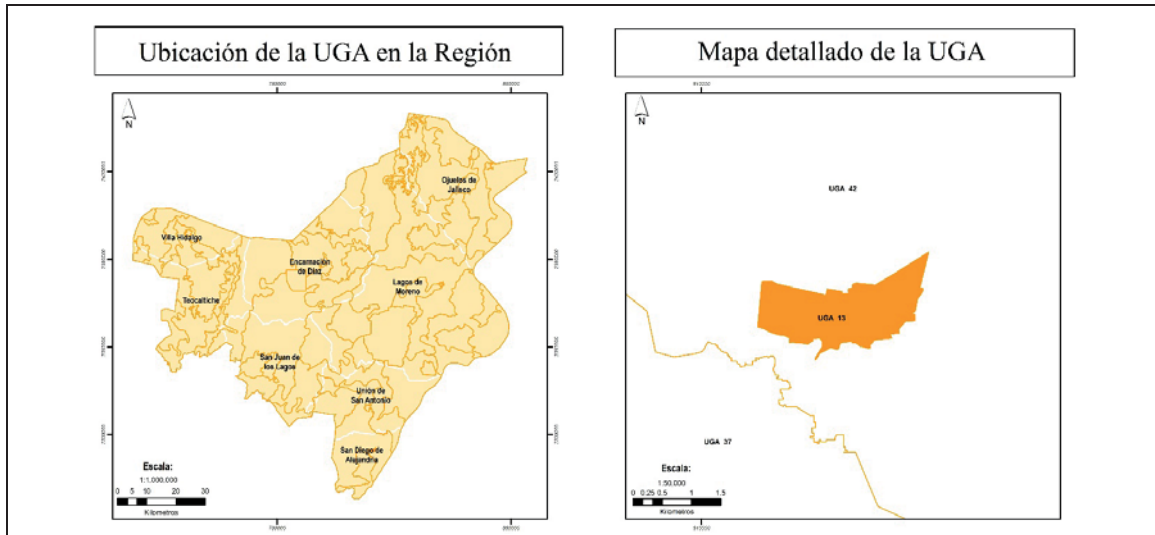 Ubicación de la UGA en la Región
Mapa detallado de la UGA
N
Ojuelos de
Jalisco
Villa Hidalgo
Encarnación
de Díaz
Lagos de
Moreno
Teocaltiche
San Juan de
los Lagos
Unión de
San Antonio
San Diego de
Alejandría
Escala:
1:1,000,000
0 5 10 20 30
Kilometros
N
UGA 42
UGA 13
UGA 37
Escala:
1:50,000
0 0.25 0.5 1 1.5
Kilometros